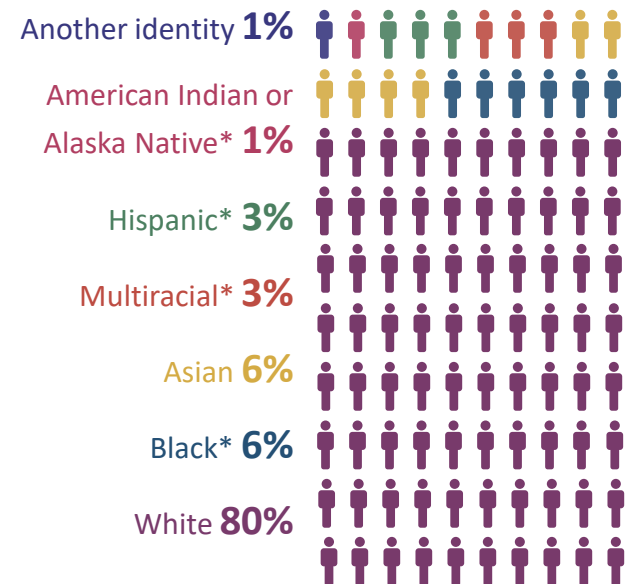 Another identity 1%
American Indian or
Alaska Native* 1%
Hispanic* 3%
Multiracial* 3%
Asian 6%
Black* 6%
White 80%